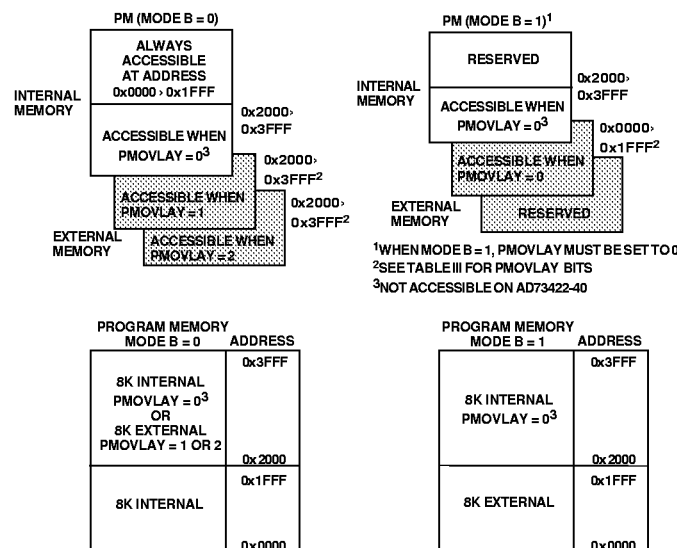 PM (MODE B = 0)
ALWAYS
ACCESSIBLE
AT ADDRESS
0x0000 › 0x1FFF
INTERNAL
MEMORY
0x2000›
0x3FFF
ACCESSIBLE WHEN
PMOVLAY = 0³
0x2000›
0x3FFF²
ACCESSIBLE WHEN
PMOVLAY = 1
0x2000›
0x3FFF²
EXTERNAL
MEMORY
ACCESSIBLE WHEN
PMOVLAY = 2
PM (MODE B = 1)¹
RESERVED
INTERNAL
MEMORY
0x2000›
0x3FFF
ACCESSIBLE WHEN
PMOVLAY = 0³
0x0000›
0x1FFF²
ACCESSIBLE WHEN
PMOVLAY = 0
EXTERNAL
MEMORY
RESERVED
¹WHEN MODE B = 1, PMOVLAY MUST BE SET TO 0
²SEE TABLE III FOR PMOVLAY BITS
³NOT ACCESSIBLE ON AD73422-40
PROGRAM MEMORY
MODE B = 0 ADDRESS
0x3FFF
8K INTERNAL
PMOVLAY = 0³
OR
8K EXTERNAL
PMOVLAY = 1 OR 2
0x2000
0x1FFF
8K INTERNAL
0x0000
PROGRAM MEMORY
MODE B = 1 ADDRESS
0x3FFF
8K INTERNAL
PMOVLAY = 0³
0x2000
0x1FFF
8K EXTERNAL
0x0000